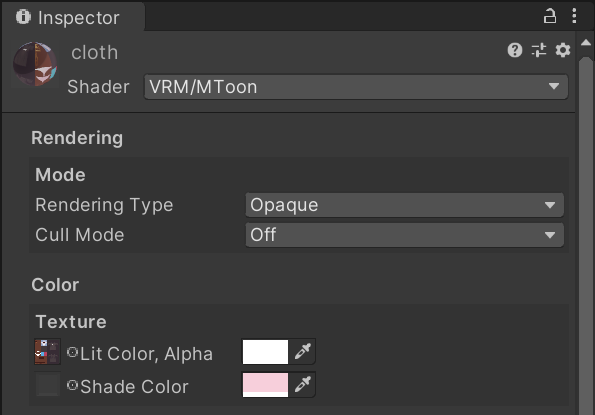 Inspector
cloth
Shader VRM/MToon
Rendering
Mode
Rendering Type Opaque
Cull Mode Off
Color
Texture
Lit Color, Alpha
Shade Color